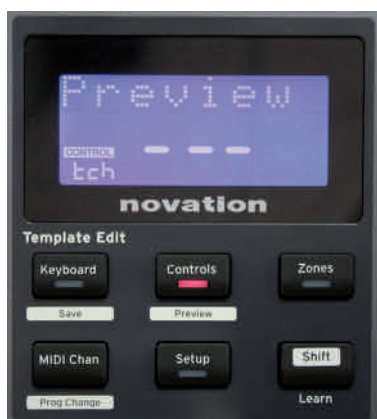 Preview
CONTROL
- - -
tch
novation
Template Edit
Keyboard Controls Zones
Save Preview
MIDI Chan Setup Shift
Prog Change Learn